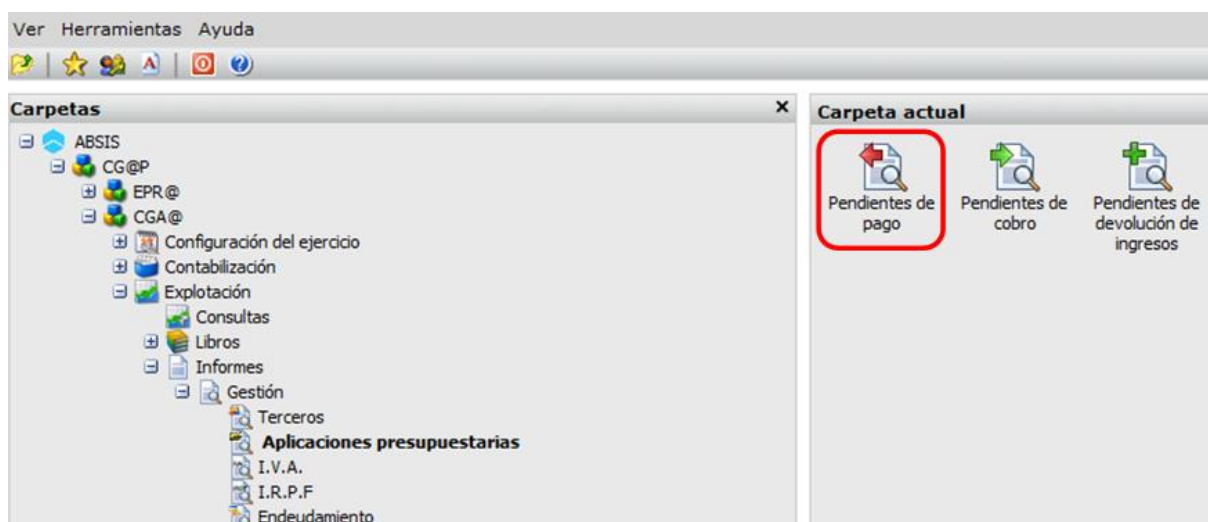 Ver Herramientas Ayuda
Carpetas
ABSIS
CG@P
EPR@
CGA@
Configuración del ejercicio
Contabilización
Explotación
Consultas
Libros
Informes
Gestión
Terceros
Aplicaciones presupuestarias
I.V.A.
I.R.P.F
Endeudamiento
Carpeta actual
Pendientes de
pago
Pendientes de
cobro
Pendientes de
devolución de
ingresos